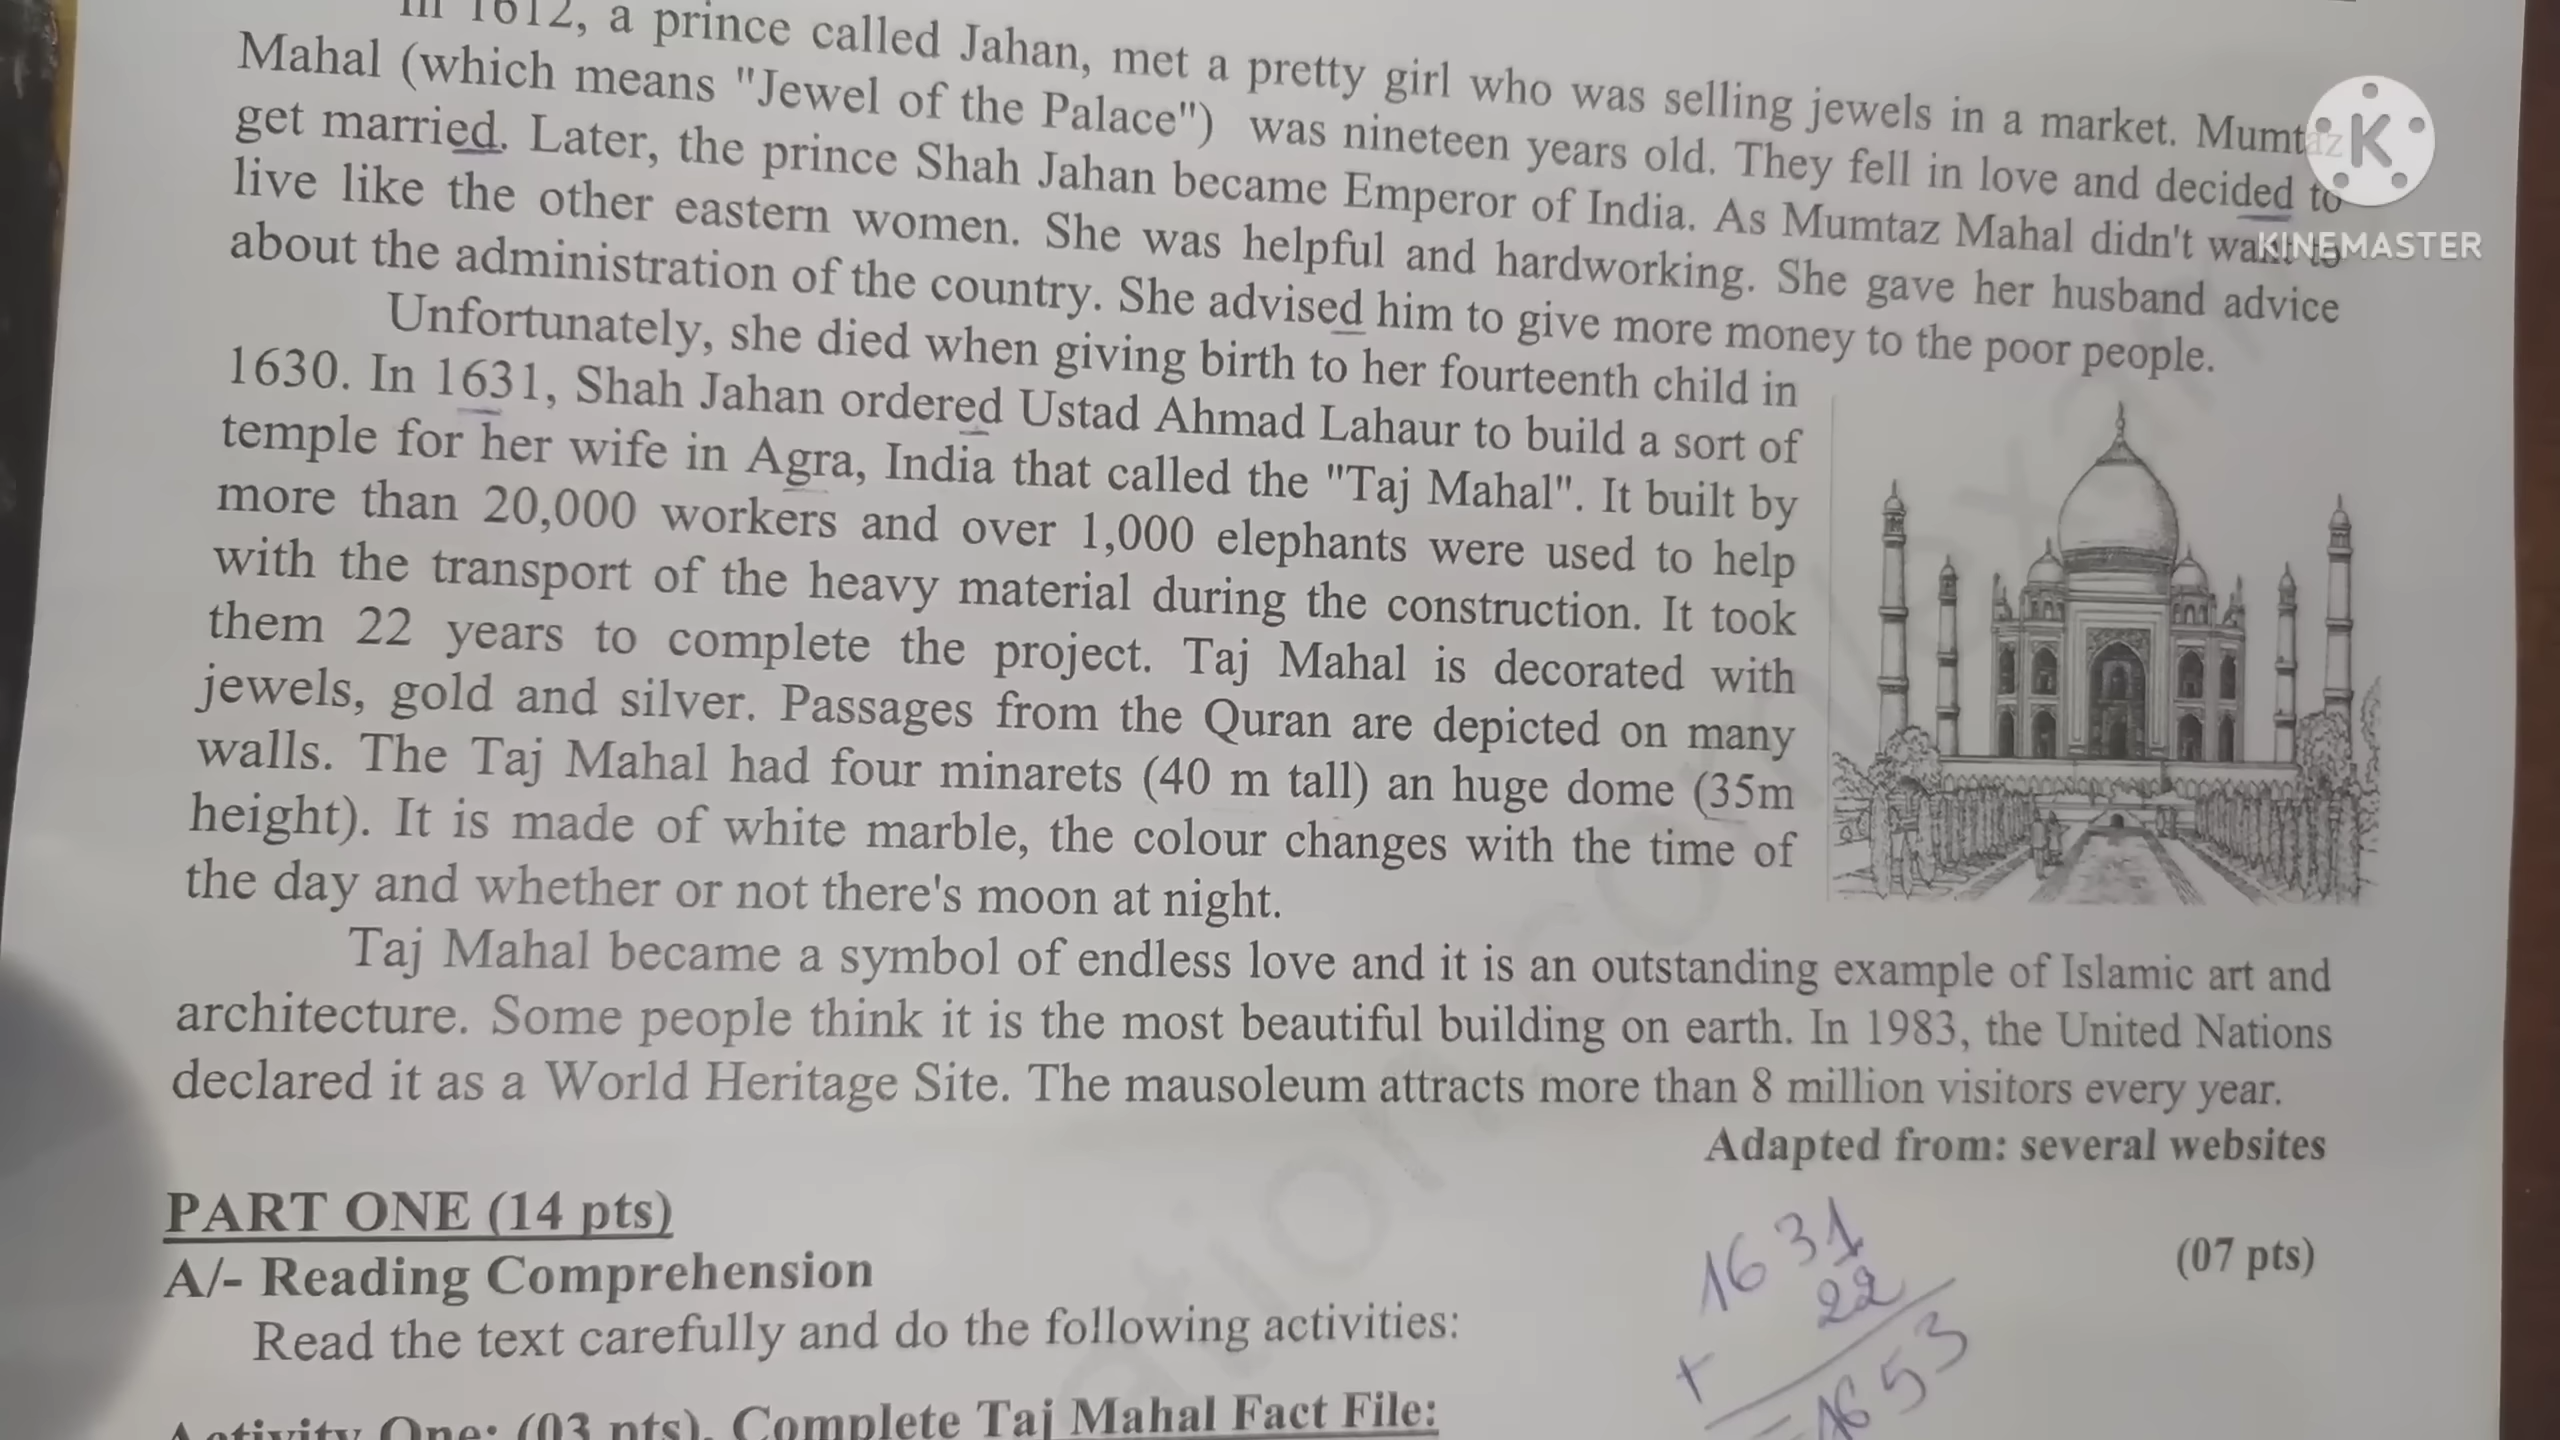 In 1612, a prince called Jahan, met a pretty girl who was selling jewels in a market. Mumtaz
Mahal (which means "Jewel of the Palace") was nineteen years old. They fell in love and decided to
get married. Later, the prince Shah Jahan became Emperor of India. As Mumtaz Mahal didn't want to
live like the other eastern women. She was helpful and hardworking. She gave her husband advice
about the administration of the country. She advised him to give more money to the poor people.
Unfortunately, she died when giving birth to her fourteenth child in
1630. In 1631, Shah Jahan ordered Ustad Ahmad Lahaur to build a sort of
temple for her wife in Agra, India that called the "Taj Mahal". It built by
more than 20,000 workers and over 1,000 elephants were used to help
with the transport of the heavy material during the construction. It took
them 22 years to complete the project. Taj Mahal is decorated with
jewels, gold and silver. Passages from the Quran are depicted on many
walls. The Taj Mahal had four minarets (40 m tall) an huge dome (35m
height). It is made of white marble, the colour changes with the time of
the day and whether or not there's moon at night.
Taj Mahal became a symbol of endless love and it is an outstanding example of Islamic art and
architecture. Some people think it is the most beautiful building on earth. In 1983, the United Nations
declared it as a World Heritage Site. The mausoleum attracts more than 8 million visitors every year.
Adapted from: several websites
PART ONE (14 pts)
A/- Reading Comprehension (07 pts)
Read the text carefully and do the following activities:
Activity One: (03 pts). Complete Taj Mahal Fact File:
1631
+ 22
= 1653
K
KINEMASTER